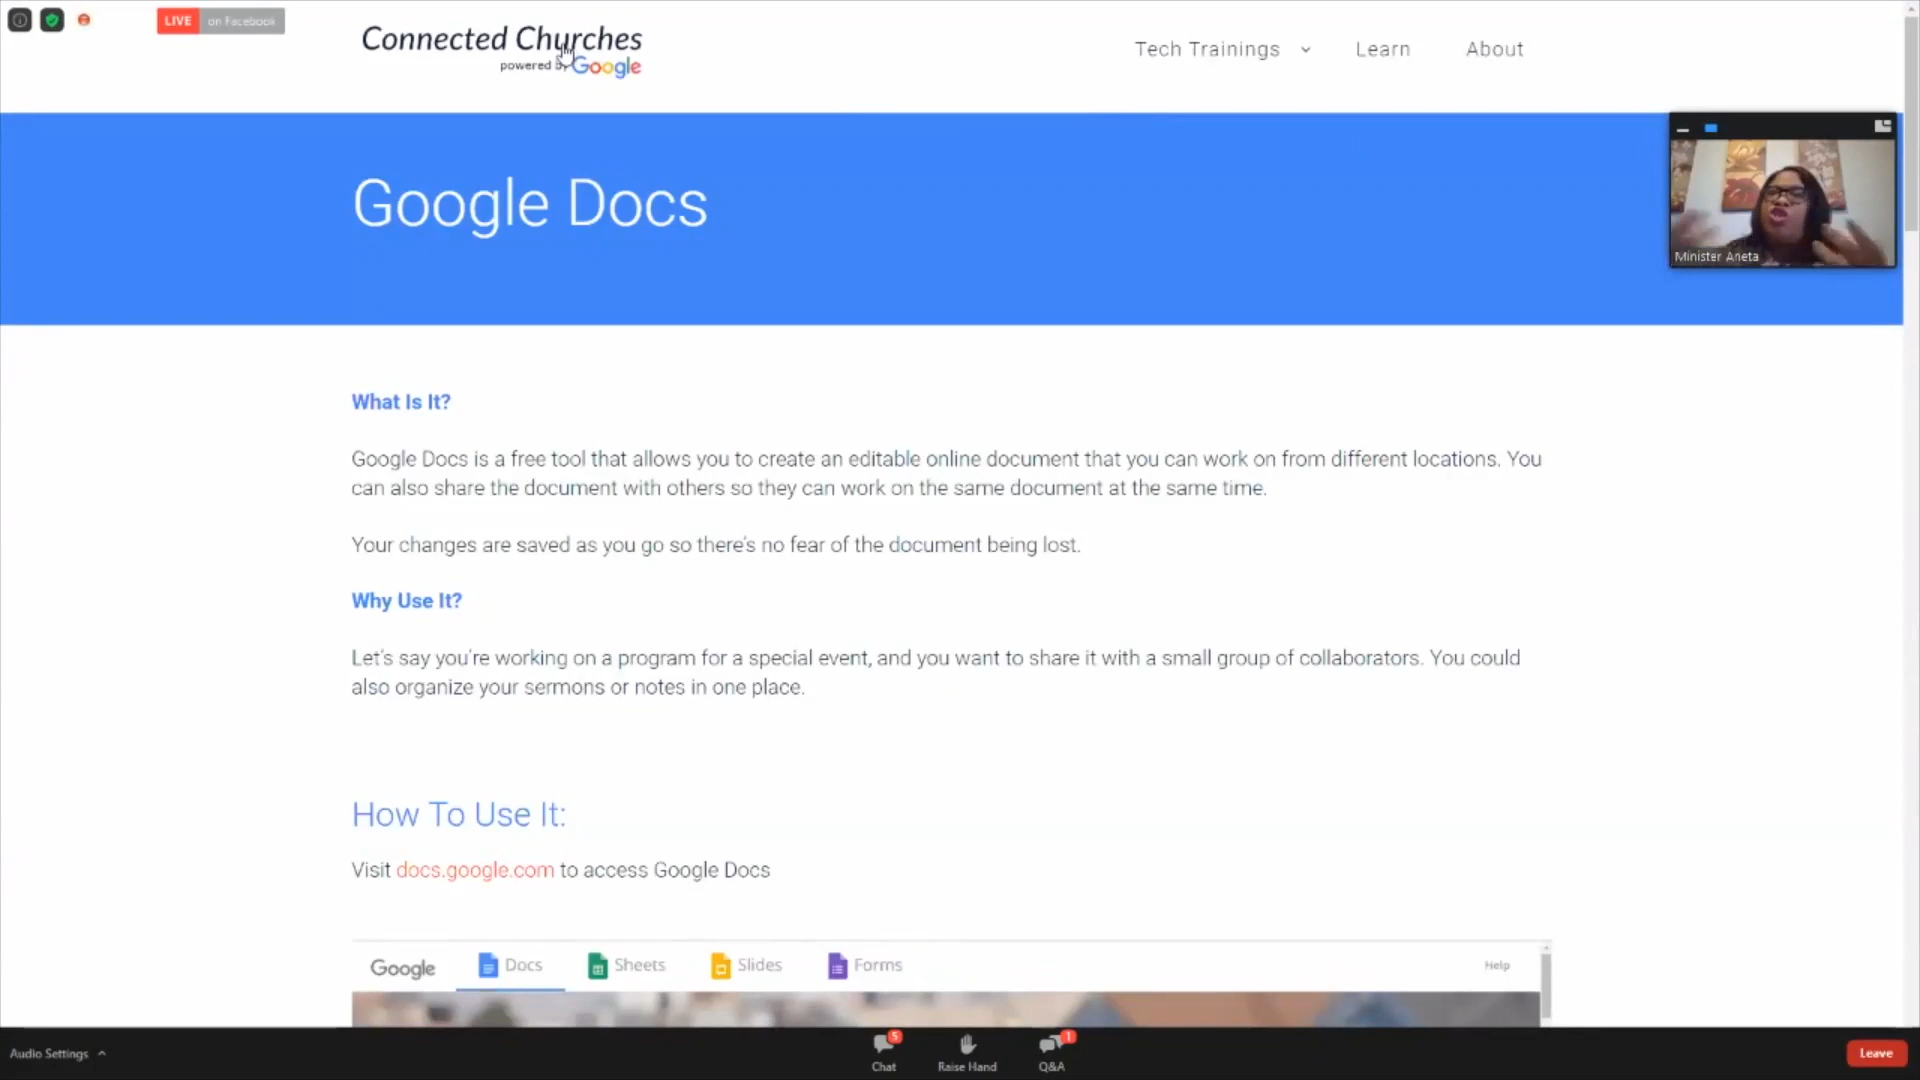 LIVE on Facebook
Connected Churches
powered by Google
Tech Trainings
Learn
About
Google Docs
Minister Aneta
What Is It?
Google Docs is a free tool that allows you to create an editable online document that you can work on from different locations. You
can also share the document with others so they can work on the same document at the same time.
Your changes are saved as you go so there's no fear of the document being lost.
Why Use It?
Let's say you're working on a program for a special event, and you want to share it with a small group of collaborators. You could
also organize your sermons or notes in one place.
How To Use It:
Visit docs.google.com to access Google Docs
Google
Docs
Sheets
Slides
Forms
Help
Audio Settings
5
Chat
Raise Hand
1
Q&A
Leave